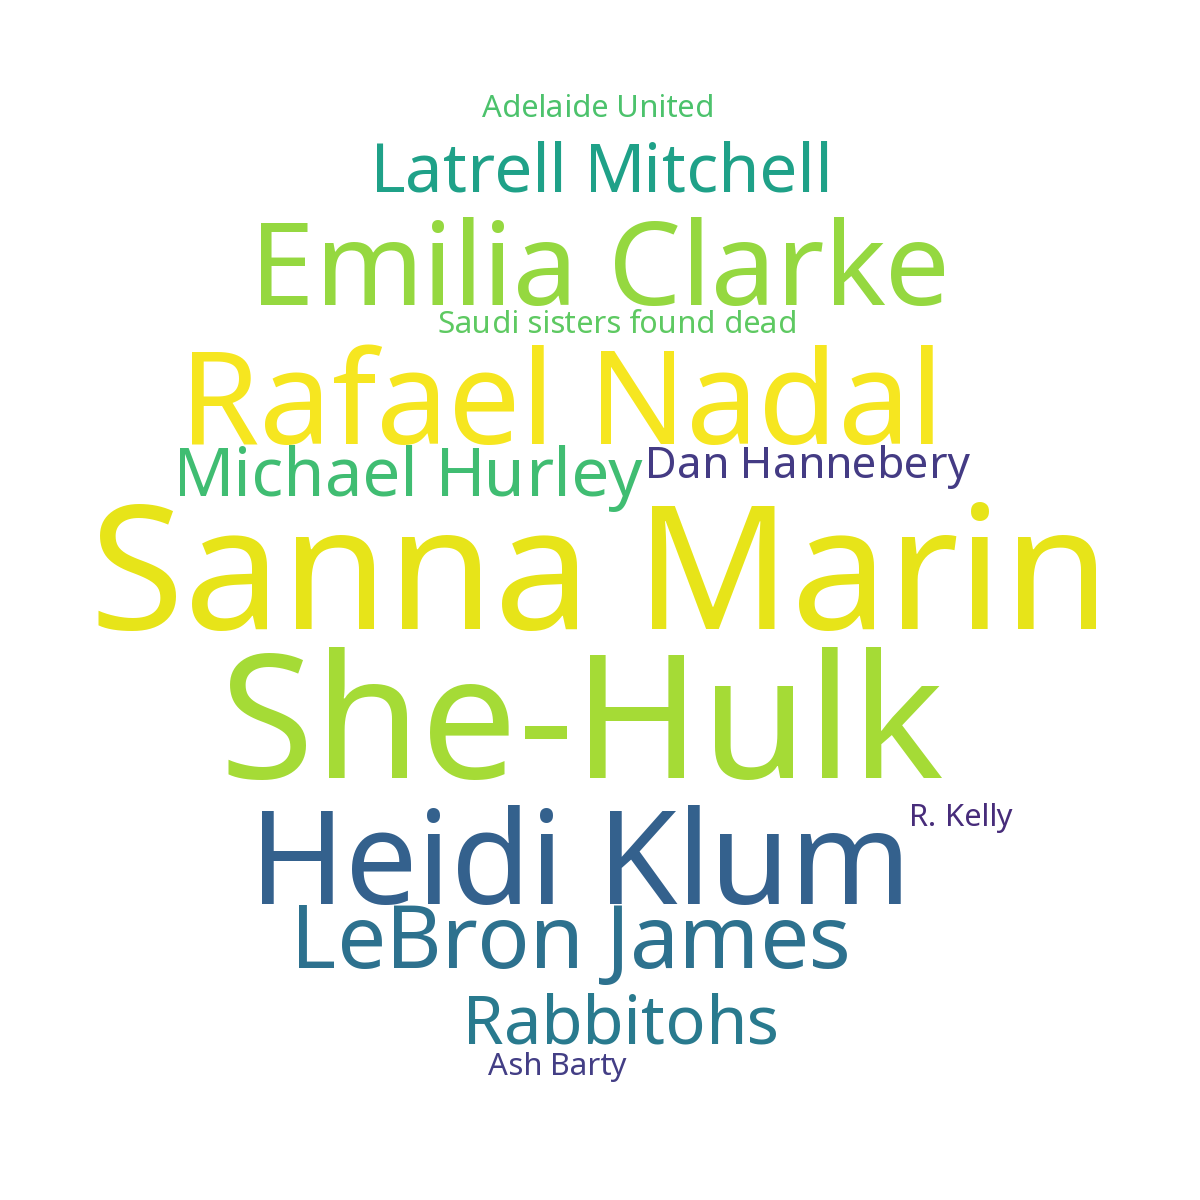 Adelaide United
Latrell Mitchell
Emilia Clarke
Saudi sisters found dead
Rafael Nadal
Michael Hurley
Dan Hannebery
Sanna Marin
She-Hulk
Heidi Klum
R. Kelly
LeBron James
Rabbitohs
Ash Barty